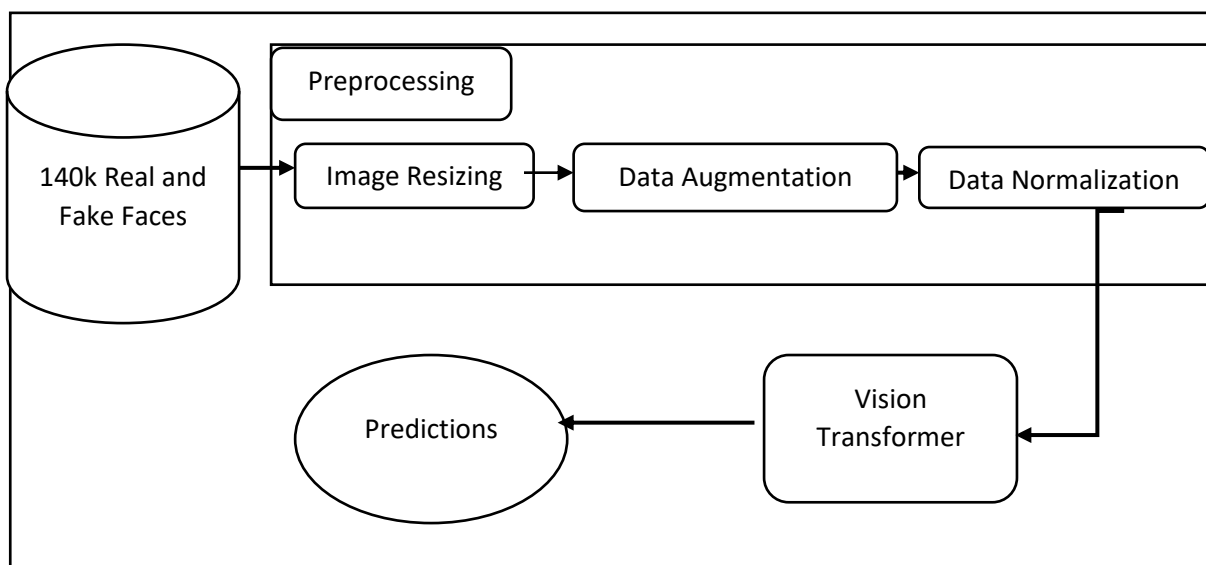 Preprocessing
140k Real and
Fake Faces
Image Resizing
Data Augmentation
Data Normalization
Predictions
Vision
Transformer